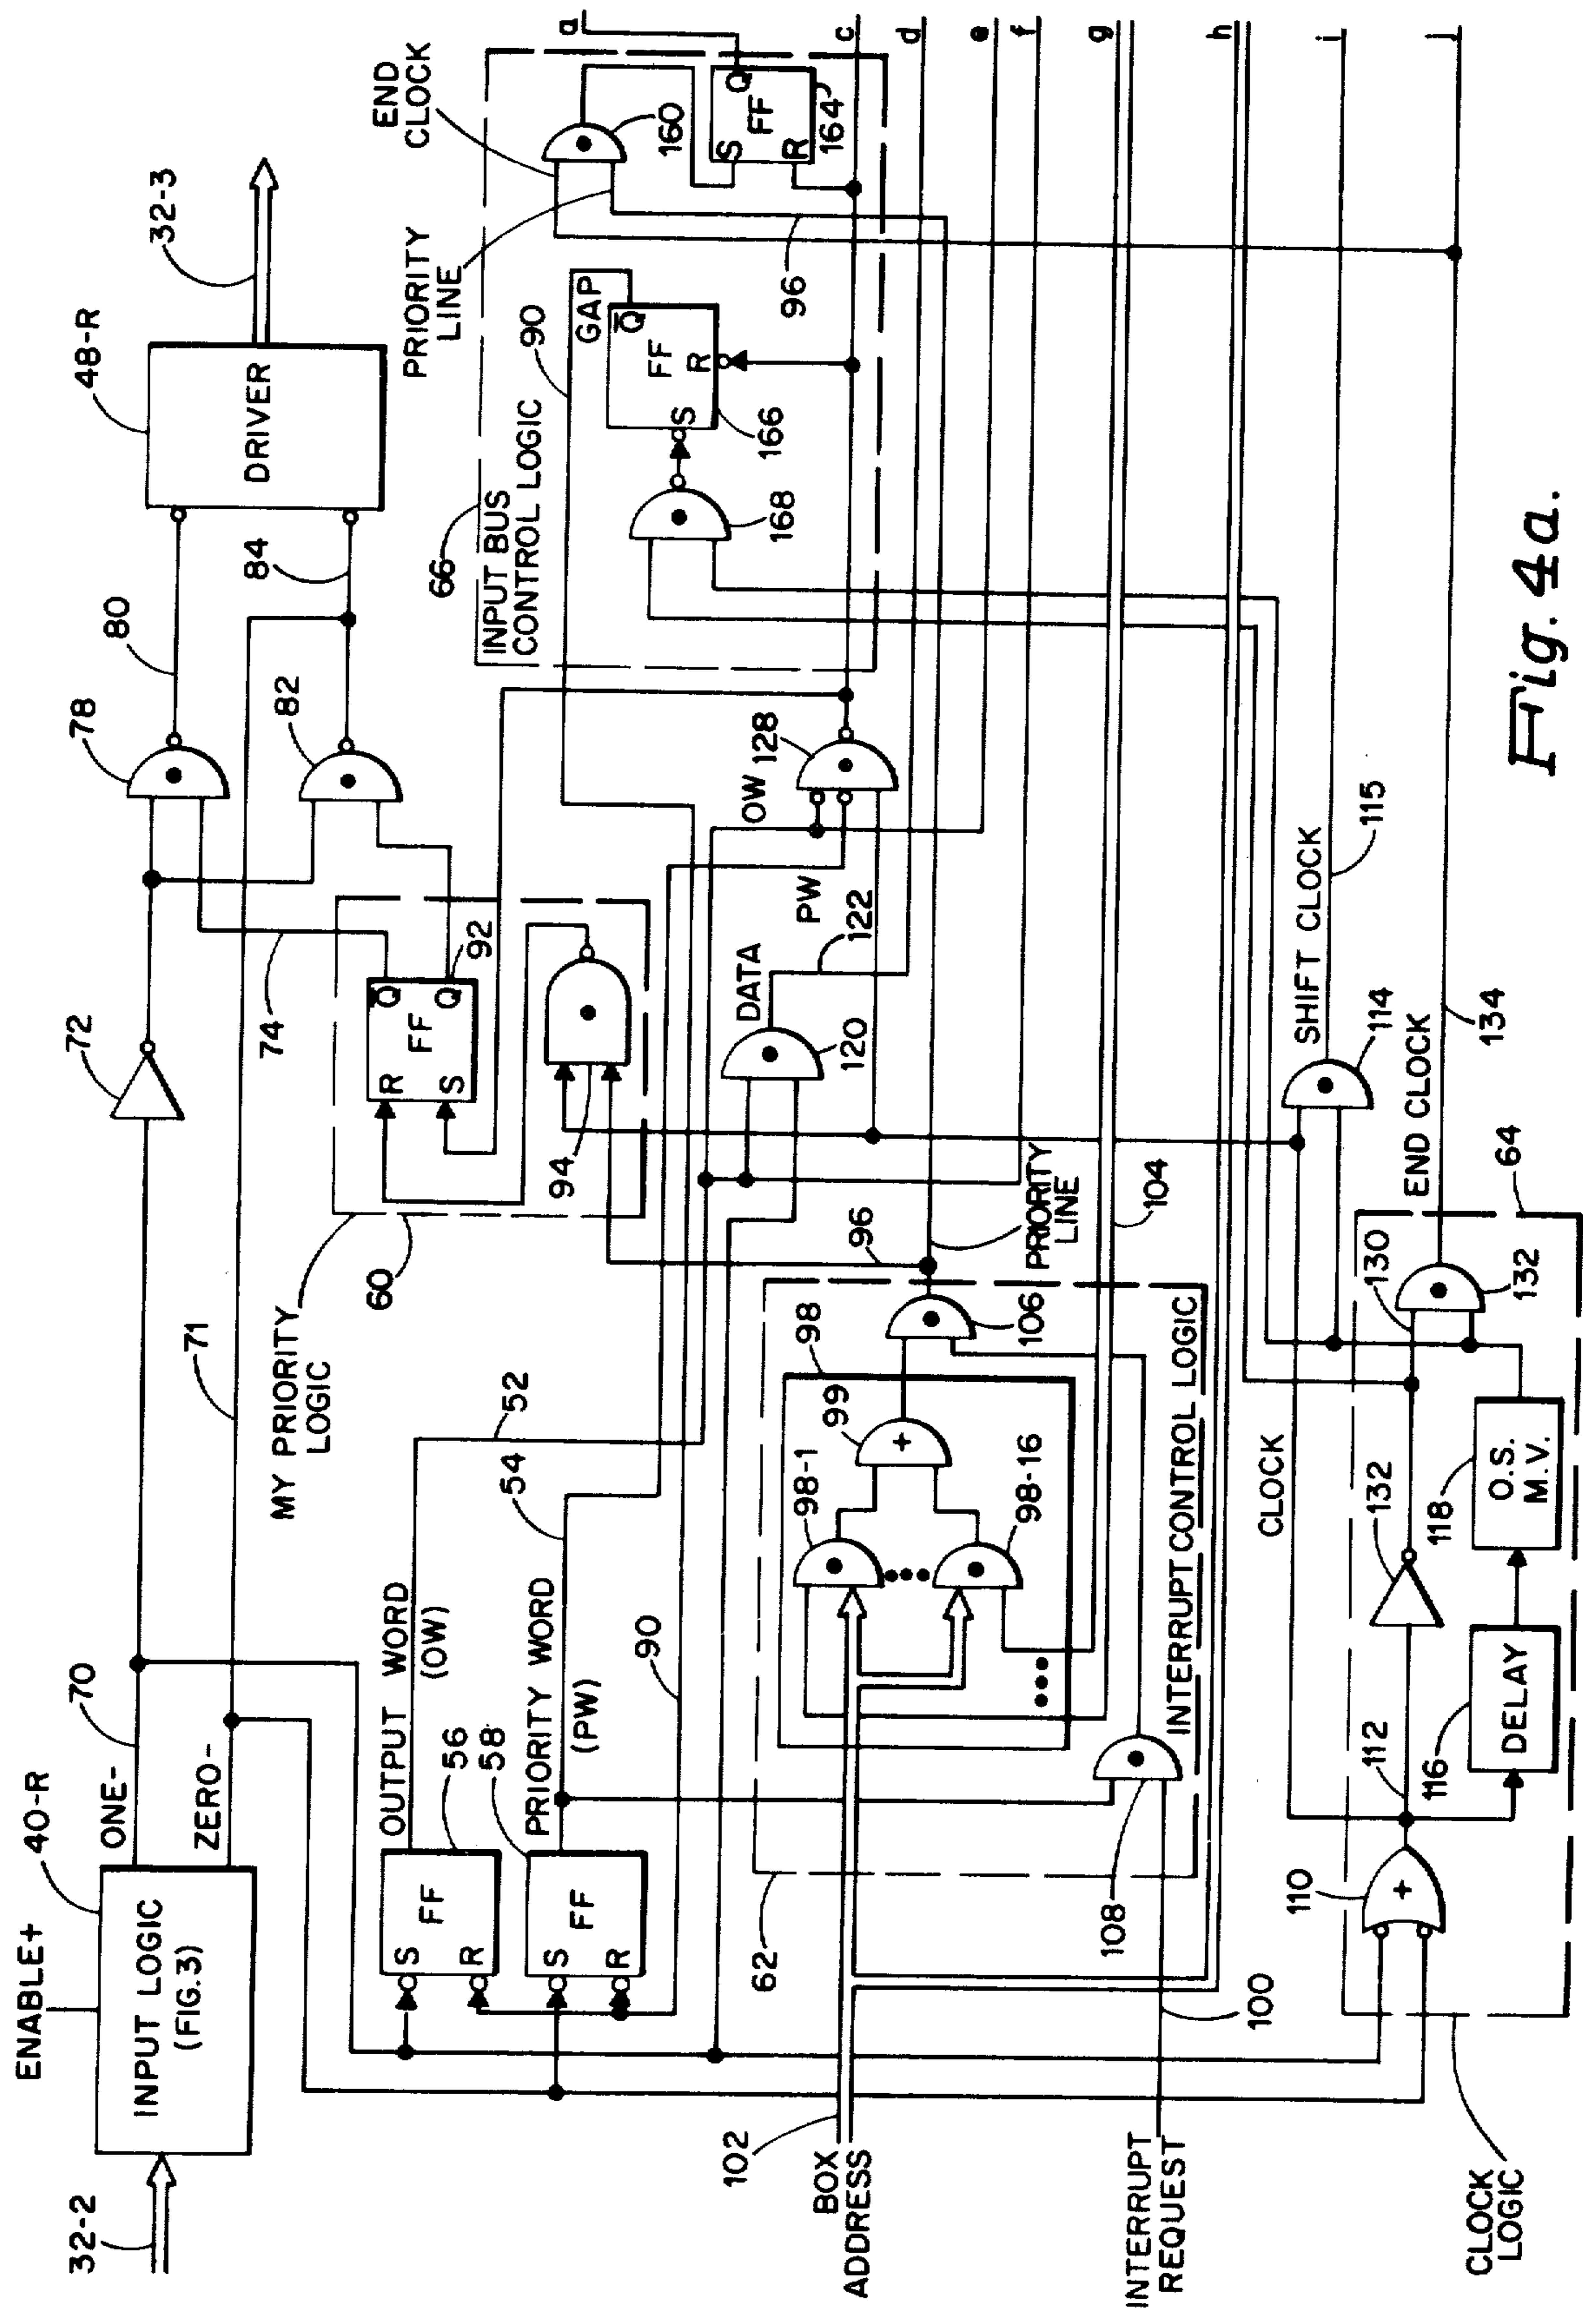 32-2
40-R
ENABLE+
INPUT LOGIC
(FIG.3)
ONE-
ZERO-
70
71
72
74
78
80
82
84
48-R
DRIVER
32-3
MY PRIORITY
LOGIC
60
R
S
FF
Q
Q
92
94
OUTPUT WORD
(OW)
52
56
S
R
FF
PRIORITY WORD
(PW)
54
58
S
R
FF
90
90
GAP
66
INPUT BUS
CONTROL LOGIC
PRIORITY
LINE
END
CLOCK
160
S
R
FF
Q
164
166
S
R
FF
Q
168
96
DATA
120
122
PW
OW
128
96
PRIORITY
LINE
104
102
BOX
ADDRESS
INTERRUPT
REQUEST
100
62
INTERRUPT CONTROL LOGIC
98
98-1
98-16
99
+
106
108
CLOCK
LOGIC
64
110
+
112
116
DELAY
118
O.S.
M.V.
132
130
132
CLOCK
END CLOCK
134
SHIFT CLOCK
114
115
a
c
d
e
f
g
h
i
j
Fig. 4a.